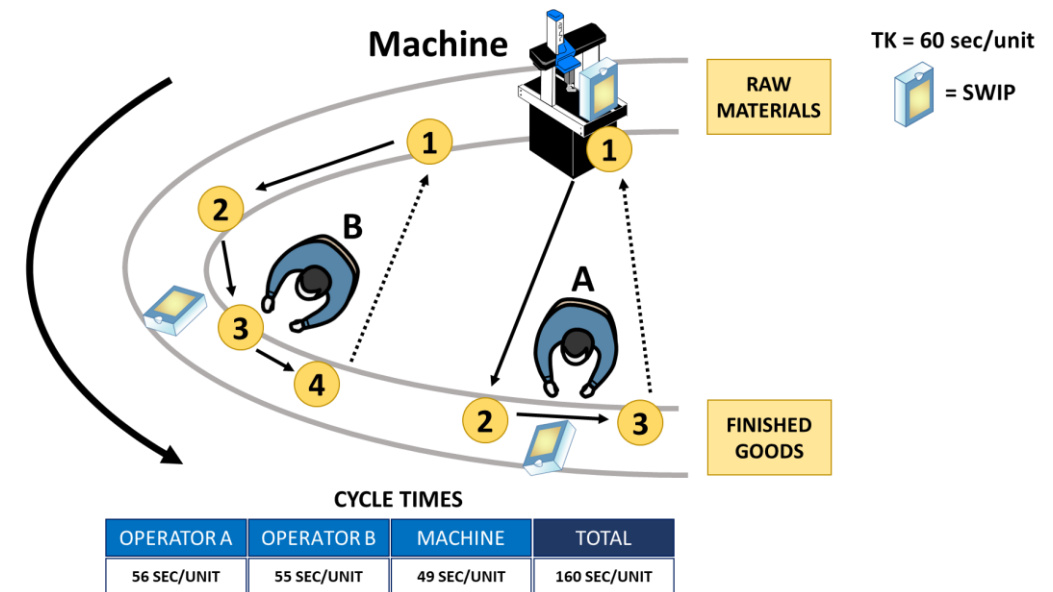 Machine
TK = 60 sec/unit
= SWIP
RAW
MATERIALS
1
1
2
B
A
3
4
2
3
FINISHED
GOODS
CYCLE TIMES
OPERATOR A OPERATOR B MACHINE TOTAL
56 SEC/UNIT 55 SEC/UNIT 49 SEC/UNIT 160 SEC/UNIT